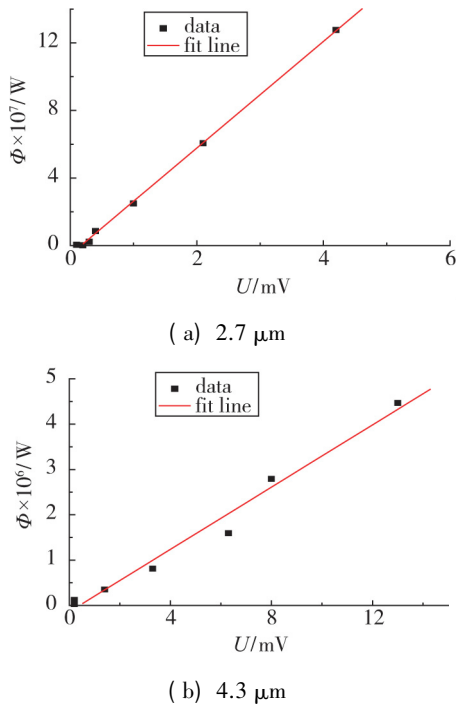 data
fit line
12
8
4
0
Φ×10⁷/W
0 2 4 6
U/mV
( a) 2.7 μm
data
fit line
5
4
3
2
1
0
Φ×10⁶/W
0 4 8 12
U/mV
( b) 4.3 μm